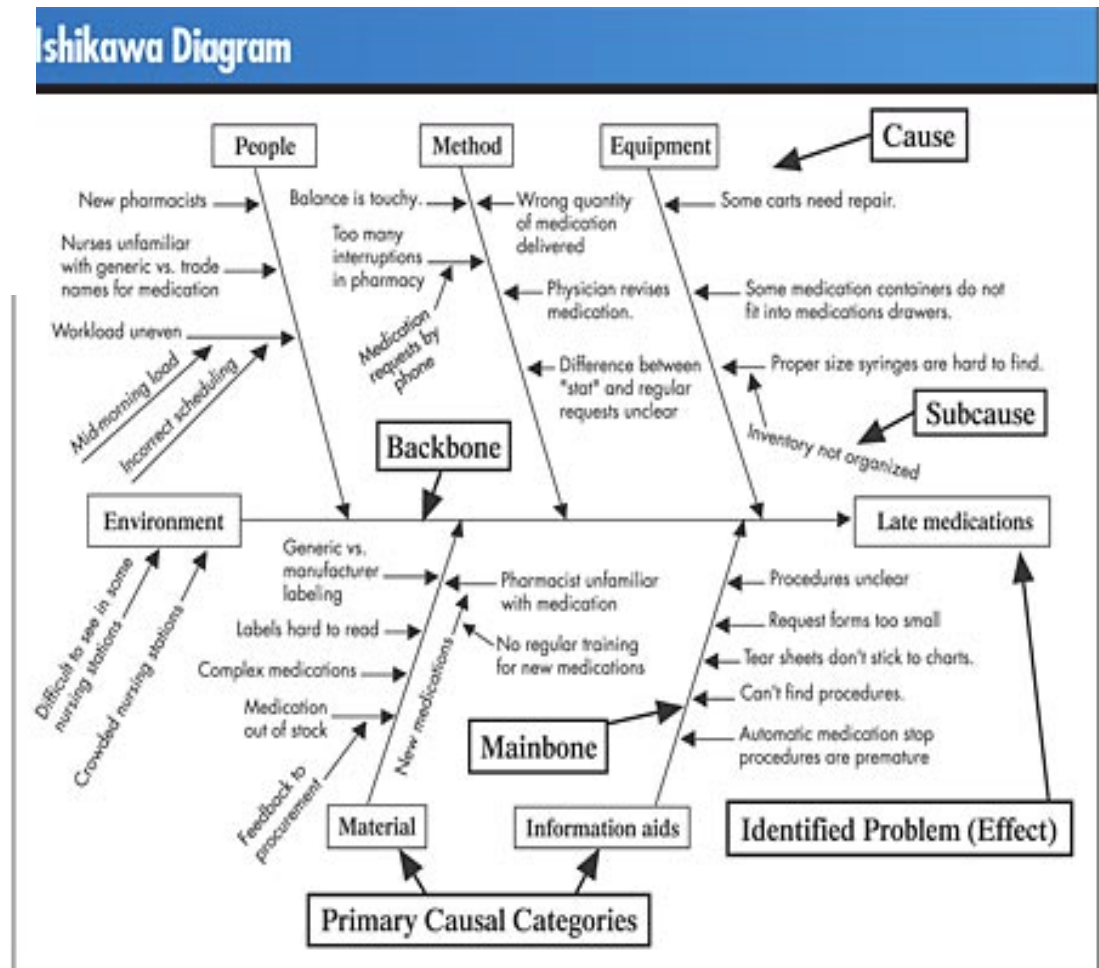 Ishikawa Diagram
People
Method
Equipment
Cause
New pharmacists
Nurses unfamiliar
with generic vs. trade
names for medication
Workload uneven
Mid-morning load
Incorrect scheduling
Balance is touchy.
Too many
interruptions
in pharmacy
Medication
requests by
phone
Wrong quantity
of medication
delivered
Physician revises
medication.
Difference between
"stat" and regular
requests unclear
Some carts need repair.
Some medication containers do not
fit into medications drawers.
Proper size syringes are hard to find.
Inventory not organized
Subcause
Backbone
Environment
Late medications
Difficult to see in some
nursing stations
Crowded nursing stations
Generic vs.
manufacturer
labeling
Labels hard to read
Complex medications
Medication
out of stock
Feedback to
procurement
Pharmacist unfamiliar
with medication
No regular training
for new medications
New medications
Procedures unclear
Request forms too small
Tear sheets don't stick to charts.
Can't find procedures.
Automatic medication stop
procedures are premature
Mainbone
Material
Information aids
Identified Problem (Effect)
Primary Causal Categories